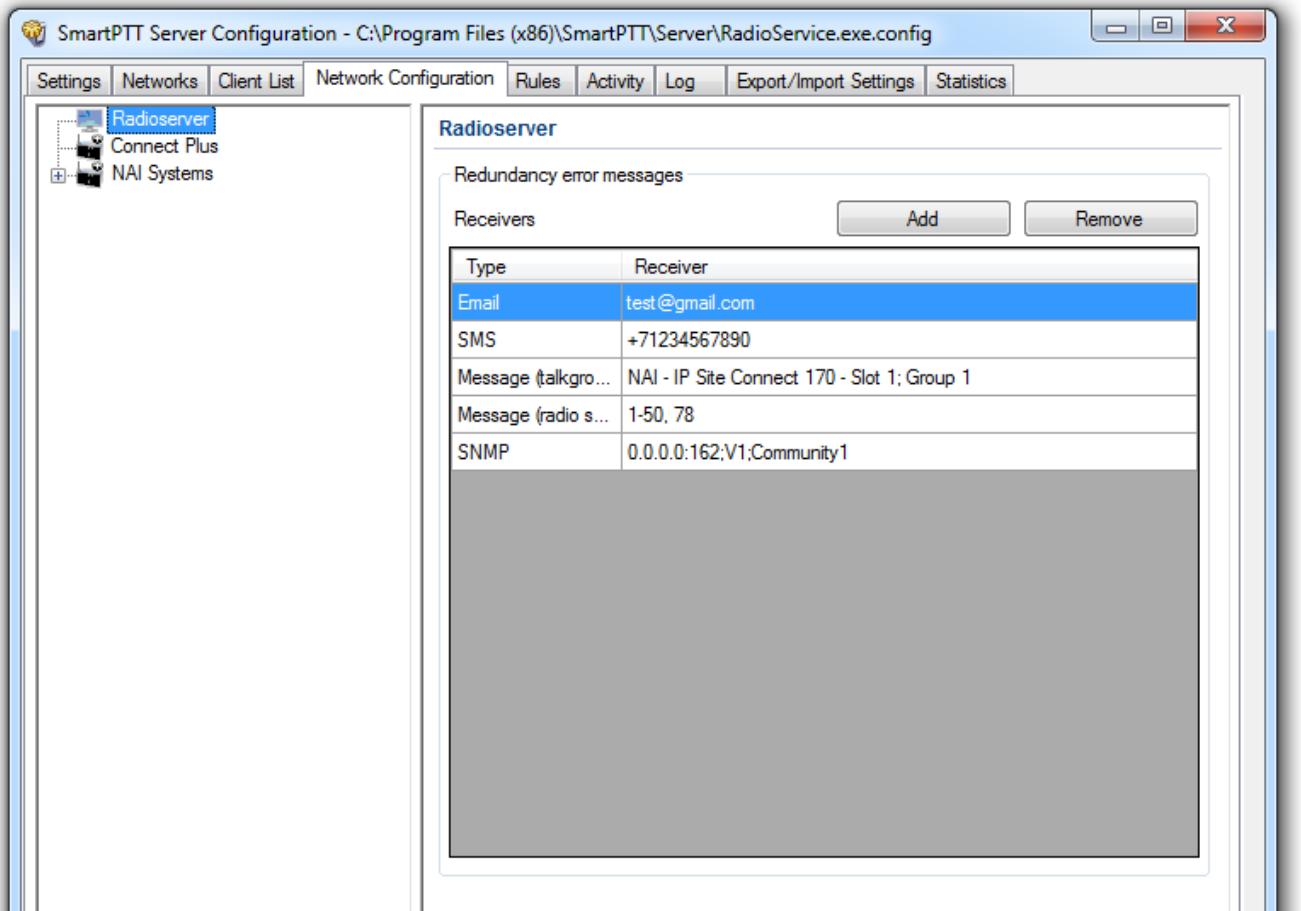 SmartPTT Server Configuration - C:\Program Files (x86)\SmartPTT\Server\RadioService.exe.config
Settings Networks Client List Network Configuration Rules Activity Log Export/Import Settings Statistics
Radioserver
Connect Plus
NAI Systems
Radioserver
Redundancy error messages
Receivers Add Remove
Type Receiver
Email test@gmail.com
SMS +71234567890
Message (talkgro... NAI - IP Site Connect 170 - Slot 1; Group 1
Message (radio s... 1-50, 78
SNMP 0.0.0.0:162;V1;Community1